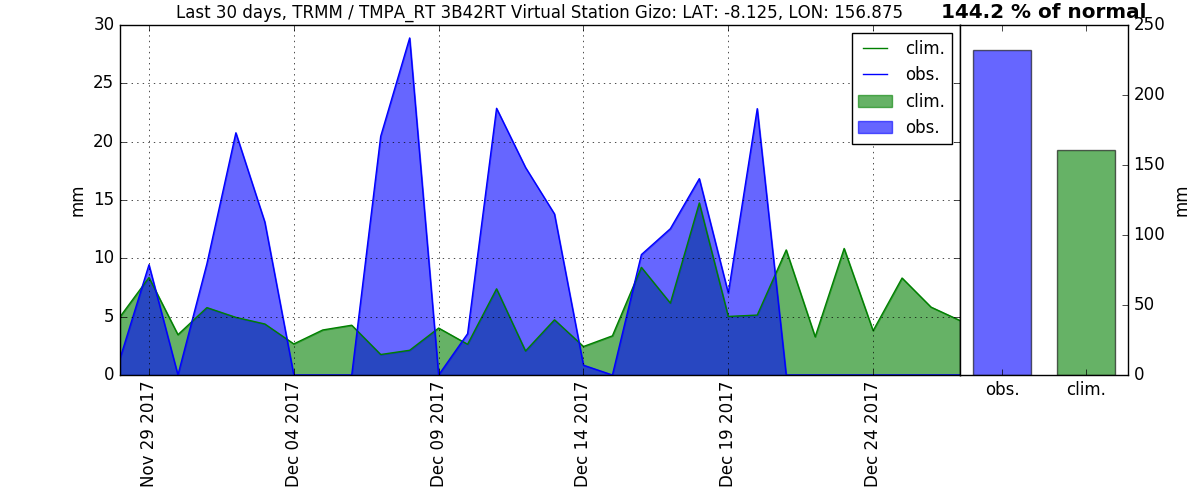 Last 30 days, TRMM / TMPA_RT 3B42RT Virtual Station Gizo: LAT: -8.125, LON: 156.875
144.2 % of normal
30
25
20
15
10
5
0
mm
clim.
obs.
clim.
obs.
250
200
150
100
50
0
mm
obs.
clim.
Nov 29 2017
Dec 04 2017
Dec 09 2017
Dec 14 2017
Dec 19 2017
Dec 24 2017